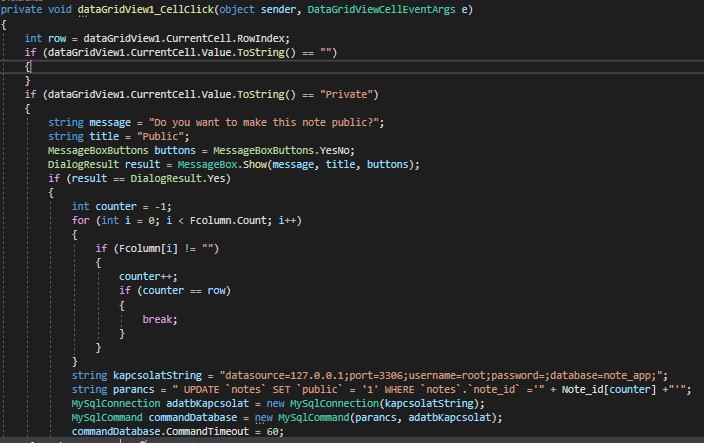 private void dataGridView1_CellClick(object sender, DataGridViewCellEventArgs e)
{
int row = dataGridView1.CurrentCell.RowIndex;
if (dataGridView1.CurrentCell.Value.ToString() == "")
{
}
if (dataGridView1.CurrentCell.Value.ToString() == "Private")
{
string message = "Do you want to make this note public?";
string title = "Public";
MessageBoxButtons buttons = MessageBoxButtons.YesNo;
DialogResult result = MessageBox.Show(message, title, buttons);
if (result == DialogResult.Yes)
{
int counter = -1;
for (int i = 0; i < Fcolumn.Count; i++)
{
if (Fcolumn[i] != "")
{
counter++;
if (counter == row)
{
break;
}
}
}
string kapcsolatString = "datasource=127.0.0.1;port=3306;username=root;password=;database=note_app;";
string parancs = " UPDATE `notes` SET `public` = '1' WHERE `notes`.`note_id` ='" + Note_id[counter] +"'";
MySqlConnection adatbKapcsolat = new MySqlConnection(kapcsolatString);
MySqlCommand commandDatabase = new MySqlCommand(parancs, adatbKapcsolat);
commandDatabase.CommandTimeout = 60;